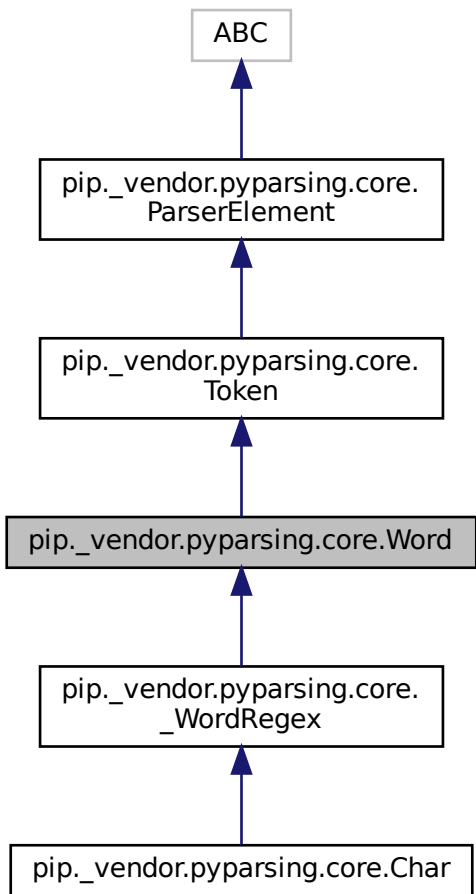 ABC
pip._vendor.pyparsing.core.
ParserElement
pip._vendor.pyparsing.core.
Token
pip._vendor.pyparsing.core.Word
pip._vendor.pyparsing.core.
_WordRegex
pip._vendor.pyparsing.core.Char